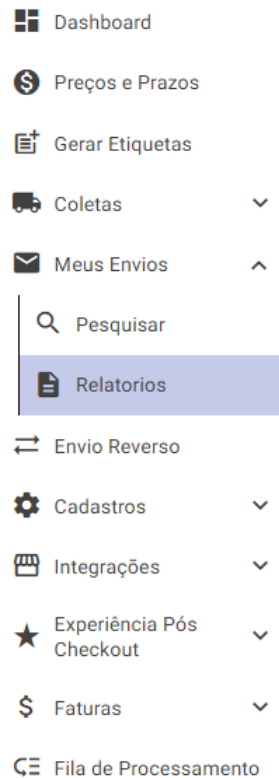 Dashboard
Preços e Prazos
Gerar Etiquetas
Coletas
Meus Envios
Pesquisar
Relatorios
Envio Reverso
Cadastros
Integrações
Experiência Pós
Checkout
Faturas
Fila de Processamento